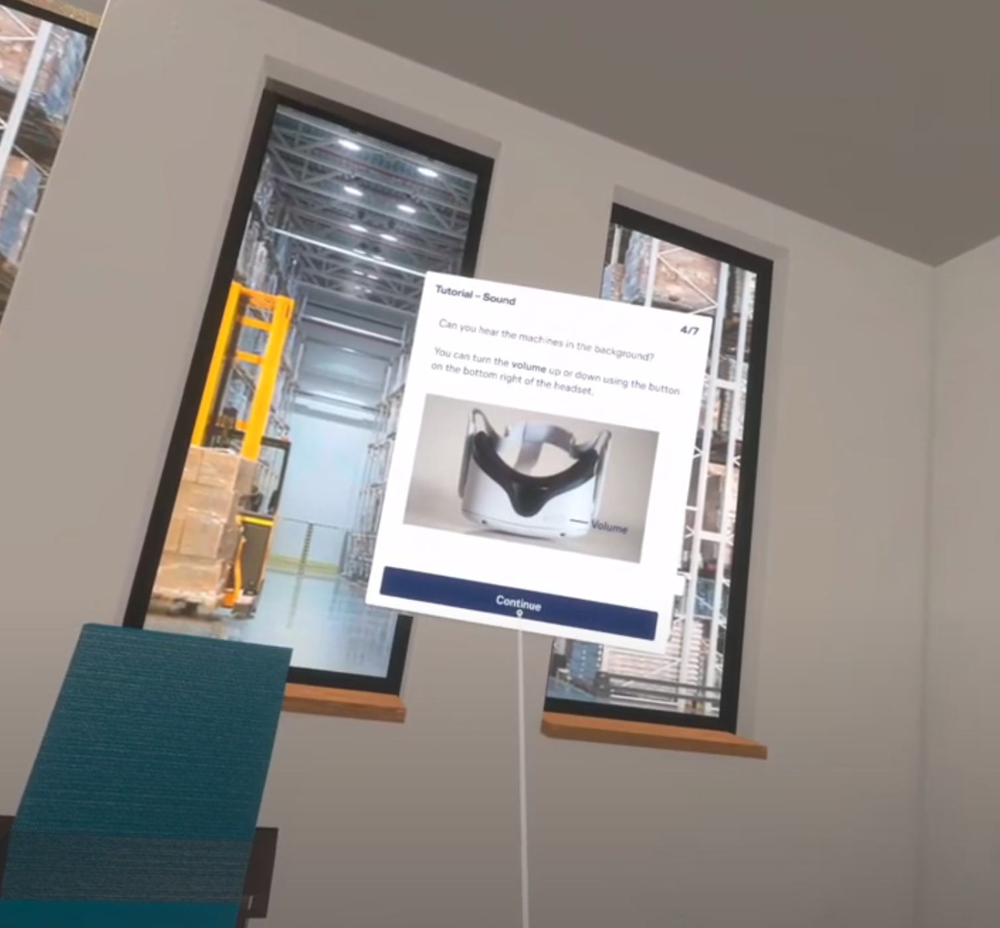 Tutorial – Sound
4/7
Can you hear the machines in the background?
You can turn the volume up or down using the button
on the bottom right of the headset.
Volume
Continue